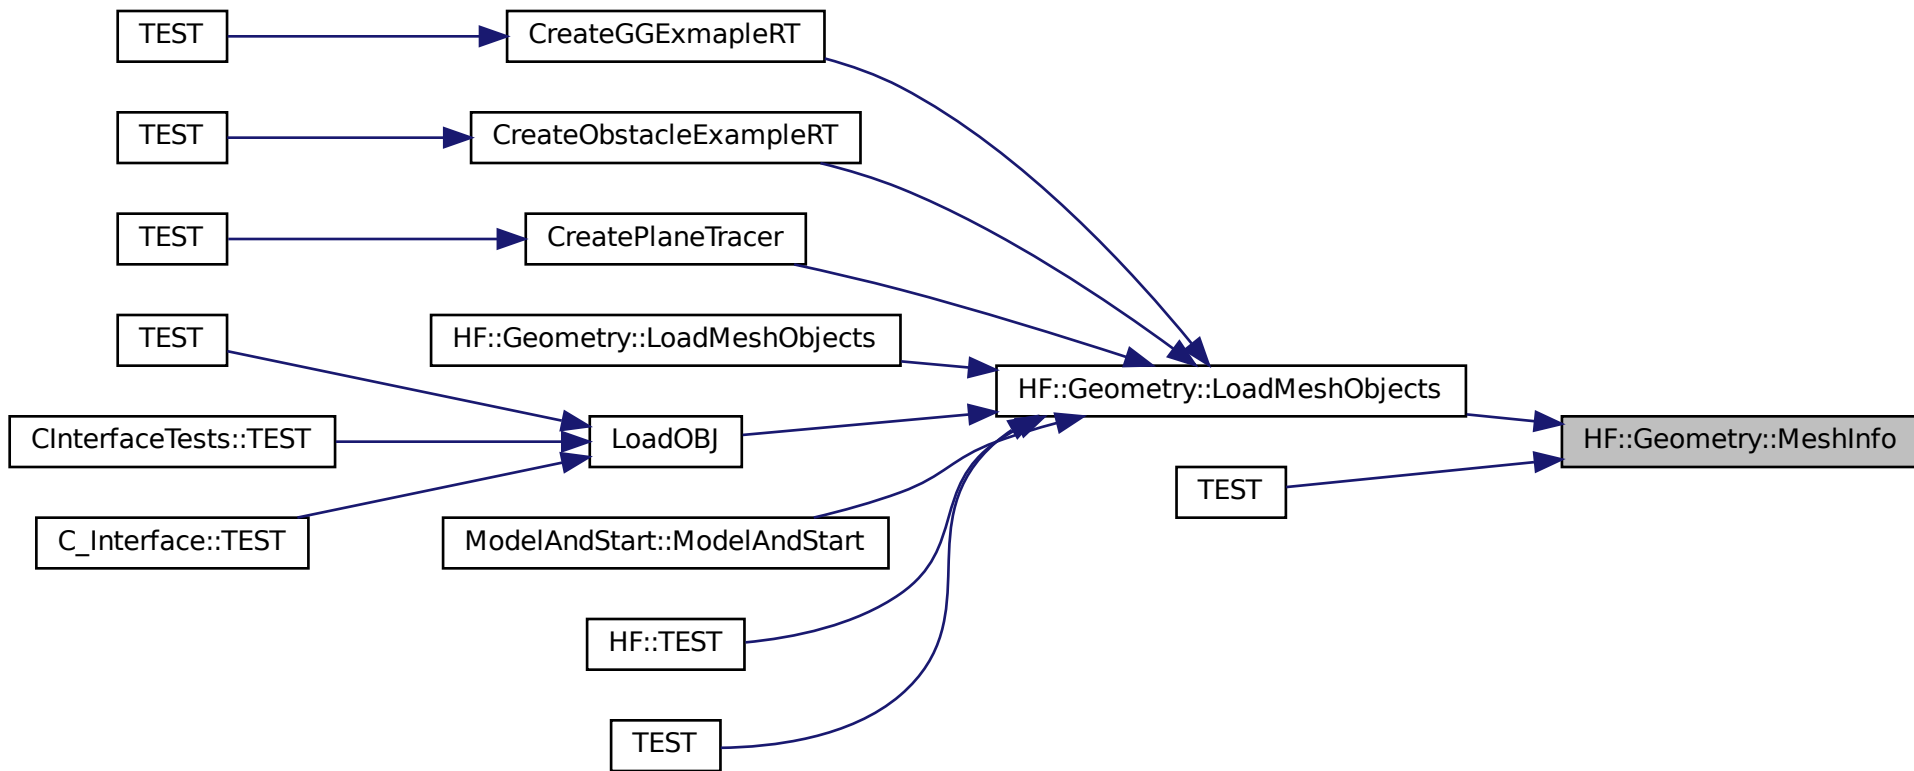 TEST
CreateGGExmapleRT
TEST
CreateObstacleExampleRT
TEST
CreatePlaneTracer
TEST
HF::Geometry::LoadMeshObjects
HF::Geometry::LoadMeshObjects
CInterfaceTests::TEST
LoadOBJ
HF::Geometry::MeshInfo
TEST
C_Interface::TEST
ModelAndStart::ModelAndStart
HF::TEST
TEST